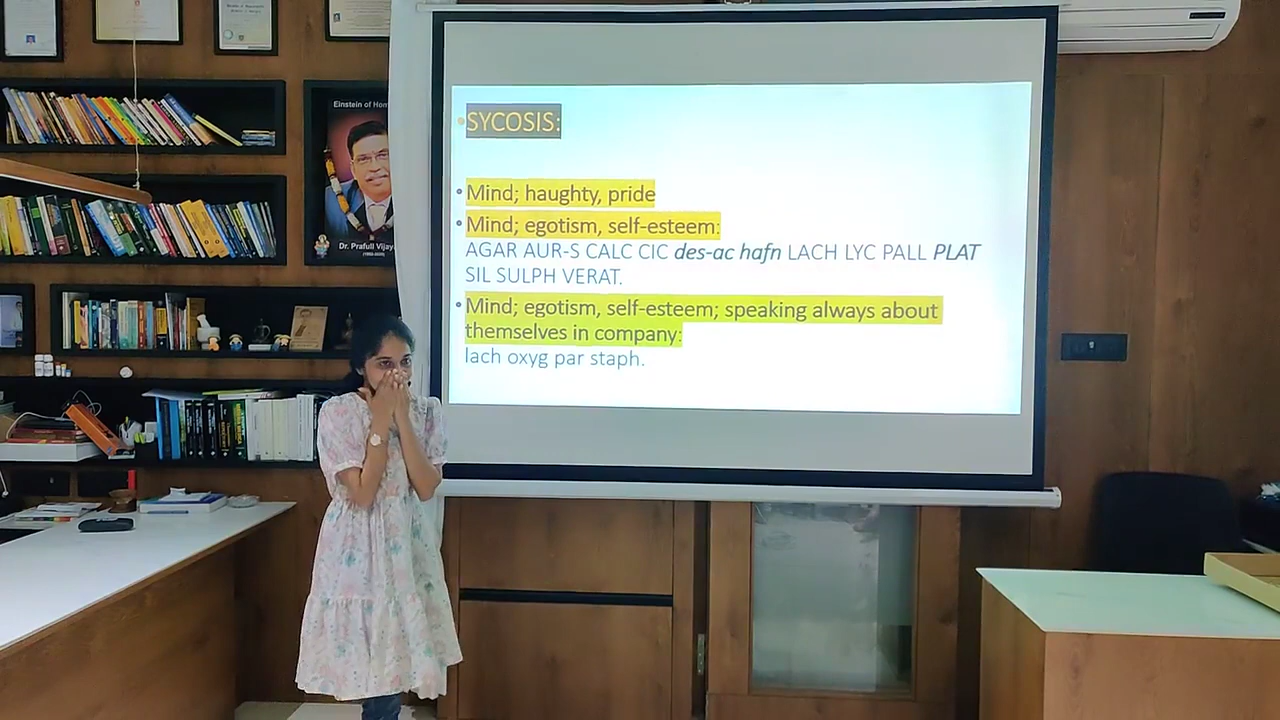 Einstein of Hom
Dr. Prafull Vijay
SYCOSIS:
• Mind; haughty, pride
• Mind; egotism, self-esteem:
AGAR AUR-S CALC CIC des-ac hafn LACH LYC PALL PLAT
SIL SULPH VERAT.
• Mind; egotism, self-esteem; speaking always about
themselves in company:
lach oxyg par staph.